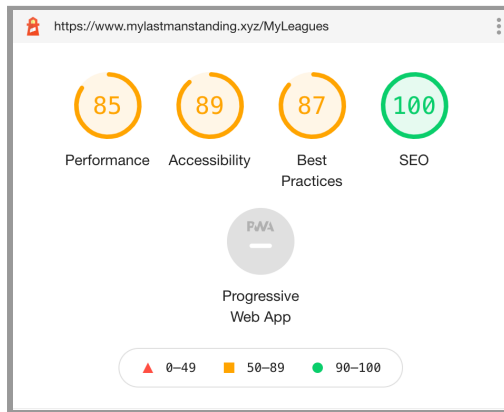 https://www.mylastmanstanding.xyz/MyLeagues
85 89 87 100
Performance Accessibility Best Practices SEO
PWA
Progressive
Web App
0–49 50–89 90–100